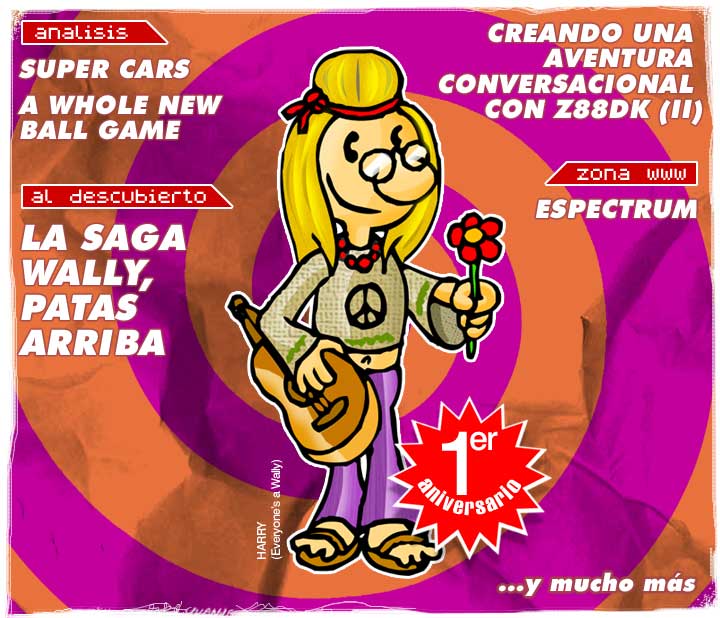 analisis
SUPER CARS
A WHOLE NEW
BALL GAME
al descubierto
LA SAGA
WALLY,
PATAS
ARRIBA
CREANDO UNA
AVENTURA
CONVERSACIONAL
CON Z88DK (II)
zona www
ESPECTRUM
HARRY
(Everyone's a Wally)
1er
aniversario
...y mucho más